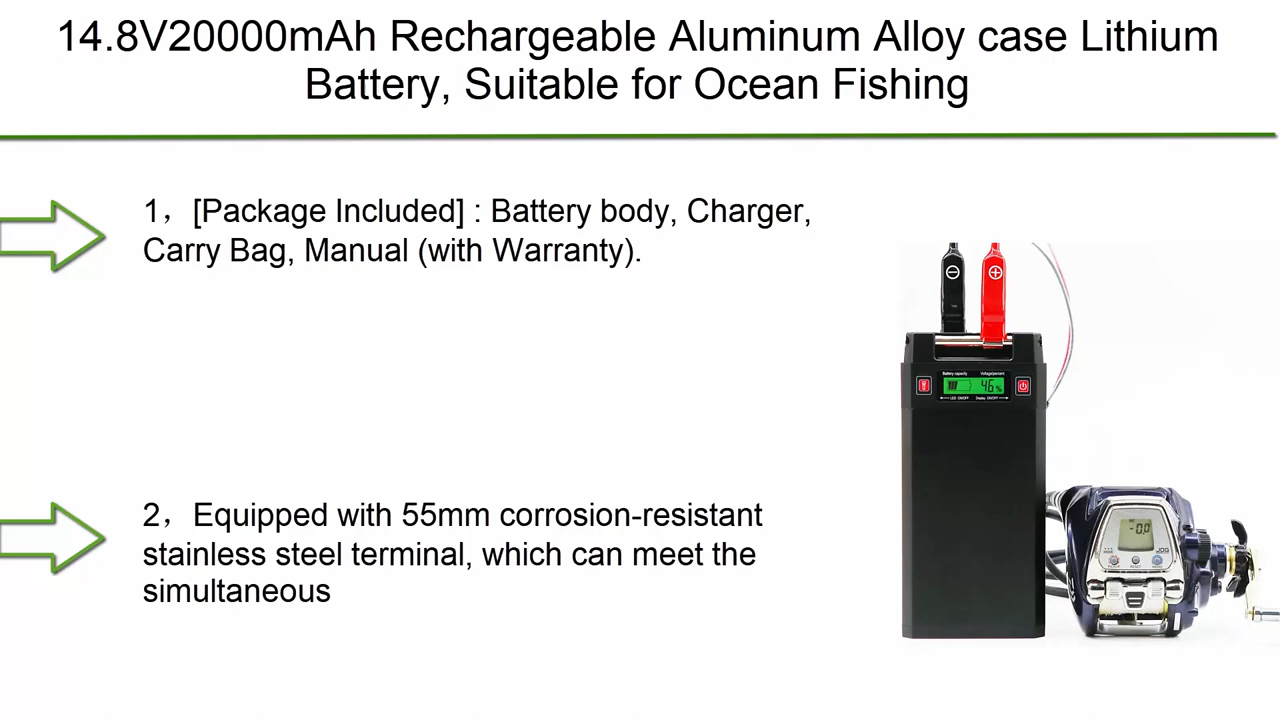 14.8V20000mAh Rechargeable Aluminum Alloy case Lithium
Battery, Suitable for Ocean Fishing
1，[Package Included] : Battery body, Charger,
Carry Bag, Manual (with Warranty).
2，Equipped with 55mm corrosion-resistant
stainless steel terminal, which can meet the
simultaneous
Battery capacity Voltage/percent
46%
LED ON/OFF Display ON/OFF
-0.0
JOG
RESET